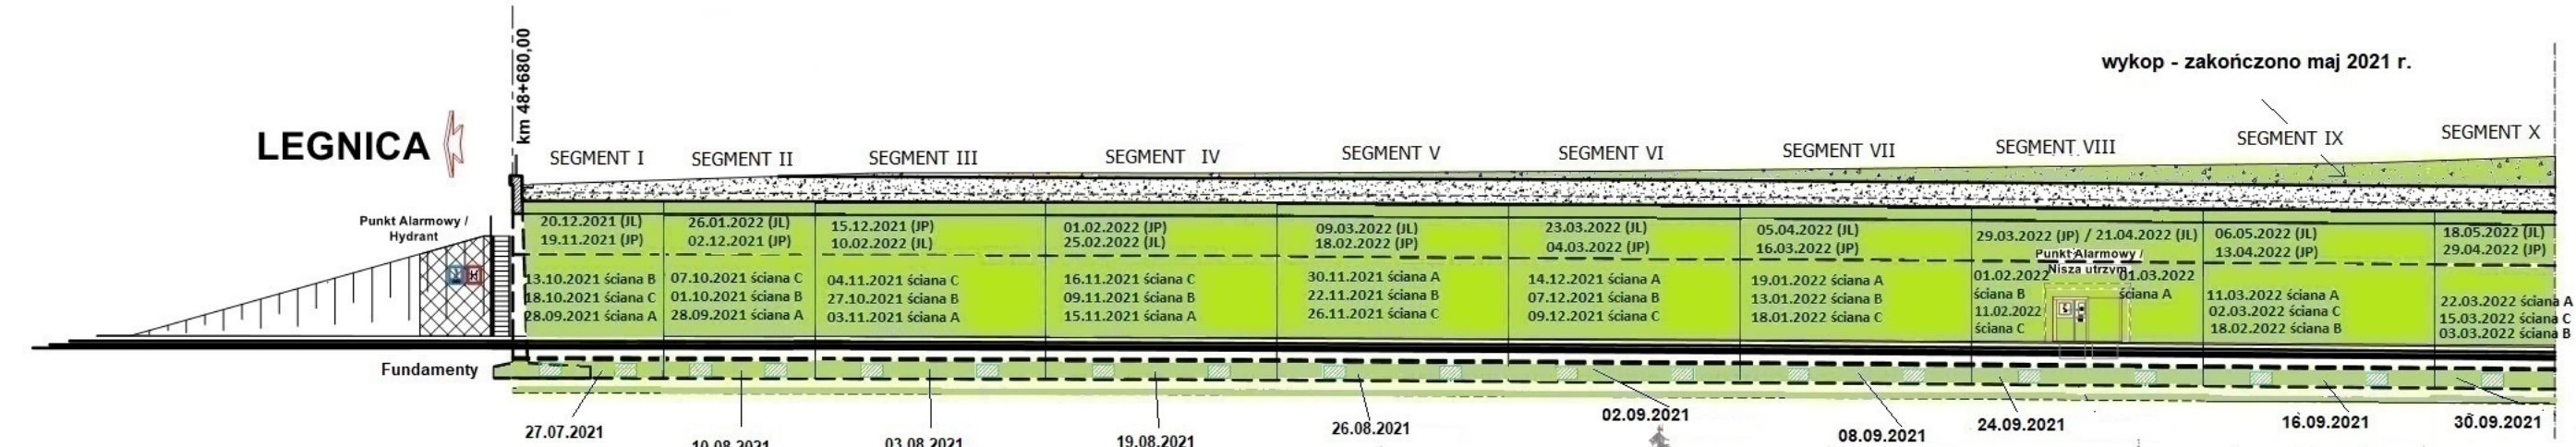 km 48+680,00
wykop - zakończono maj 2021 r.
LEGNICA
SEGMENT I
SEGMENT II
SEGMENT III
SEGMENT IV
SEGMENT V
SEGMENT VI
SEGMENT VII
SEGMENT VIII
SEGMENT IX
SEGMENT X
Punkt Alarmowy /
Hydrant
20.12.2021 (JL)
19.11.2021 (JP)
13.10.2021 ściana B
18.10.2021 ściana C
28.09.2021 ściana A
26.01.2022 (JL)
02.12.2021 (JP)
07.10.2021 ściana C
01.10.2021 ściana B
28.09.2021 ściana A
15.12.2021 (JP)
10.02.2022 (JL)
04.11.2021 ściana C
27.10.2021 ściana B
03.11.2021 ściana A
01.02.2022 (JP)
25.02.2022 (JL)
16.11.2021 ściana C
09.11.2021 ściana B
15.11.2021 ściana A
09.03.2022 (JL)
18.02.2022 (JP)
30.11.2021 ściana A
22.11.2021 ściana B
26.11.2021 ściana C
23.03.2022 (JL)
04.03.2022 (JP)
14.12.2021 ściana A
07.12.2021 ściana B
09.12.2021 ściana C
05.04.2022 (JL)
16.03.2022 (JP)
19.01.2022 ściana A
13.01.2022 ściana B
18.01.2022 ściana C
29.03.2022 (JP) / 21.04.2022 (JL)
Punkt Alarmowy /
Nisza utrzym.
01.02.2022
ściana B
11.02.2022
ściana C
01.03.2022
ściana A
06.05.2022 (JL)
13.04.2022 (JP)
11.03.2022 ściana A
02.03.2022 ściana C
18.02.2022 ściana B
18.05.2022 (JL)
29.04.2022 (JP)
22.03.2022 ściana A
15.03.2022 ściana C
03.03.2022 ściana B
Fundamenty
27.07.2021
10.08.2021
03.08.2021
19.08.2021
26.08.2021
02.09.2021
08.09.2021
24.09.2021
16.09.2021
30.09.2021